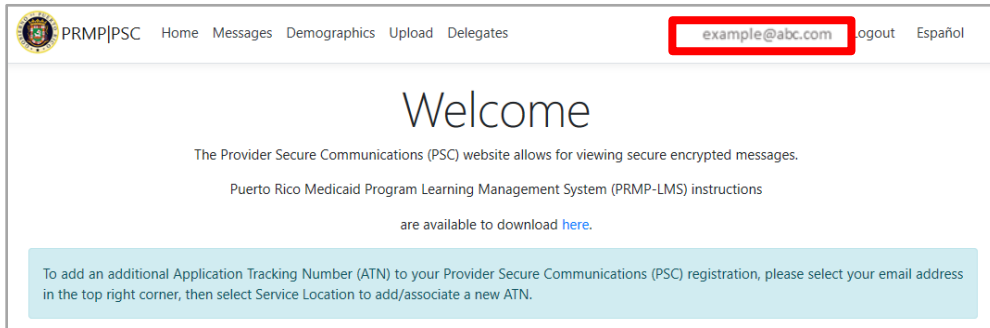 PRMP|PSC Home Messages Demographics Upload Delegates example@abc.com Logout Español
Welcome
The Provider Secure Communications (PSC) website allows for viewing secure encrypted messages.
Puerto Rico Medicaid Program Learning Management System (PRMP-LMS) instructions
are available to download here.
To add an additional Application Tracking Number (ATN) to your Provider Secure Communications (PSC) registration, please select your email address
in the top right corner, then select Service Location to add/associate a new ATN.